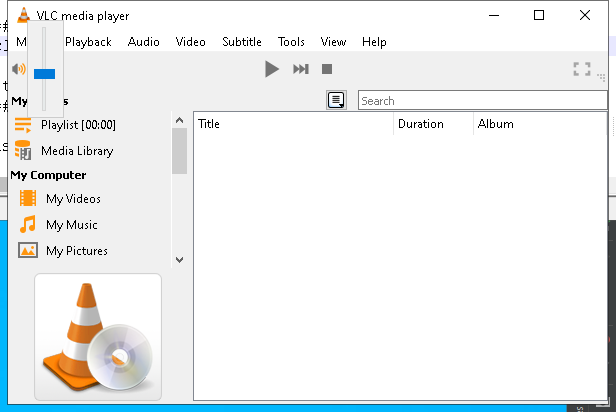 VLC media player
M Playback Audio Video Subtitle Tools View Help
My s
Search
Playlist [00:00]
Title Duration Album
Media Library
My Computer
My Videos
My Music
My Pictures